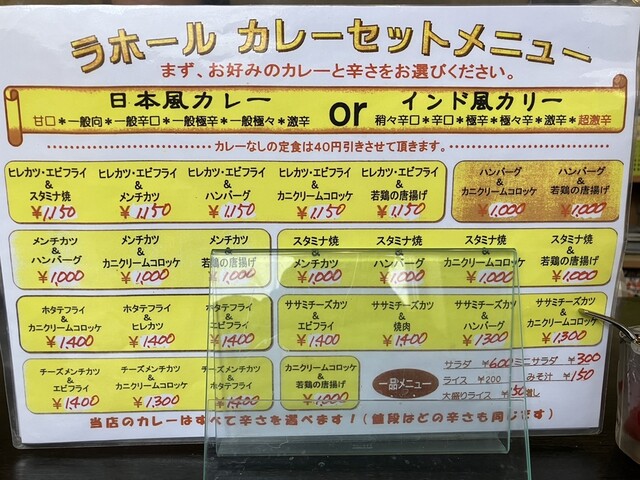 ラホール カレーセットメニュー
まず、お好みのカレーと辛さをお選びください。
日本風カレー or インド風カリー
甘口*一般向*一般辛口*一般極辛*一般極々*激辛
稍々辛口*辛口*極辛*極々辛*激辛*超激辛
カレーなしの定食は40円引きさせて頂きます。
ヒレカツ・エビフライ & スタミナ焼 ¥1150
ヒレカツ・エビフライ & メンチカツ ¥1150
ヒレカツ・エビフライ & ハンバーグ ¥1150
ヒレカツ・エビフライ & カニクリームコロッケ ¥1150
ヒレカツ・エビフライ & 若鶏の唐揚げ ¥1150
ハンバーグ & カニクリームコロッケ ¥1,000
ハンバーグ & 若鶏の唐揚げ ¥1,000
メンチカツ & ハンバーグ ¥1,000
メンチカツ & カニクリームコロッケ ¥1,000
メンチカツ & 若鶏の唐揚げ ¥1,000
スタミナ焼 & メンチカツ ¥1,000
スタミナ焼 & ハンバーグ ¥1,000
スタミナ焼 & カニクリームコロッケ ¥1,000
スタミナ焼 & 若鶏の唐揚げ ¥1,000
ホタテフライ & カニクリームコロッケ ¥1400
ホタテフライ & ヒレカツ ¥1400
ホタテフライ & エビフライ ¥1400
ササミチーズカツ & エビフライ ¥1400
ササミチーズカツ & 焼肉 ¥1400
ササミチーズカツ & ハンバーグ ¥1300
ササミチーズカツ & カニクリームコロッケ ¥1,300
チーズメンチカツ & エビフライ ¥1400
チーズメンチカツ & カニクリームコロッケ ¥1,300
チーズメンチカツ & ホタテフライ ¥1,400
カニクリームコロッケ & 若鶏の唐揚げ ¥1,000
一品メニュー
サラダ ¥600 ミニサラダ ¥300
ライス ¥200 みそ汁 ¥150
大盛りライス ¥50増し
当店のカレーはすべて辛さを選べます!(値段はどの辛さも同じです)